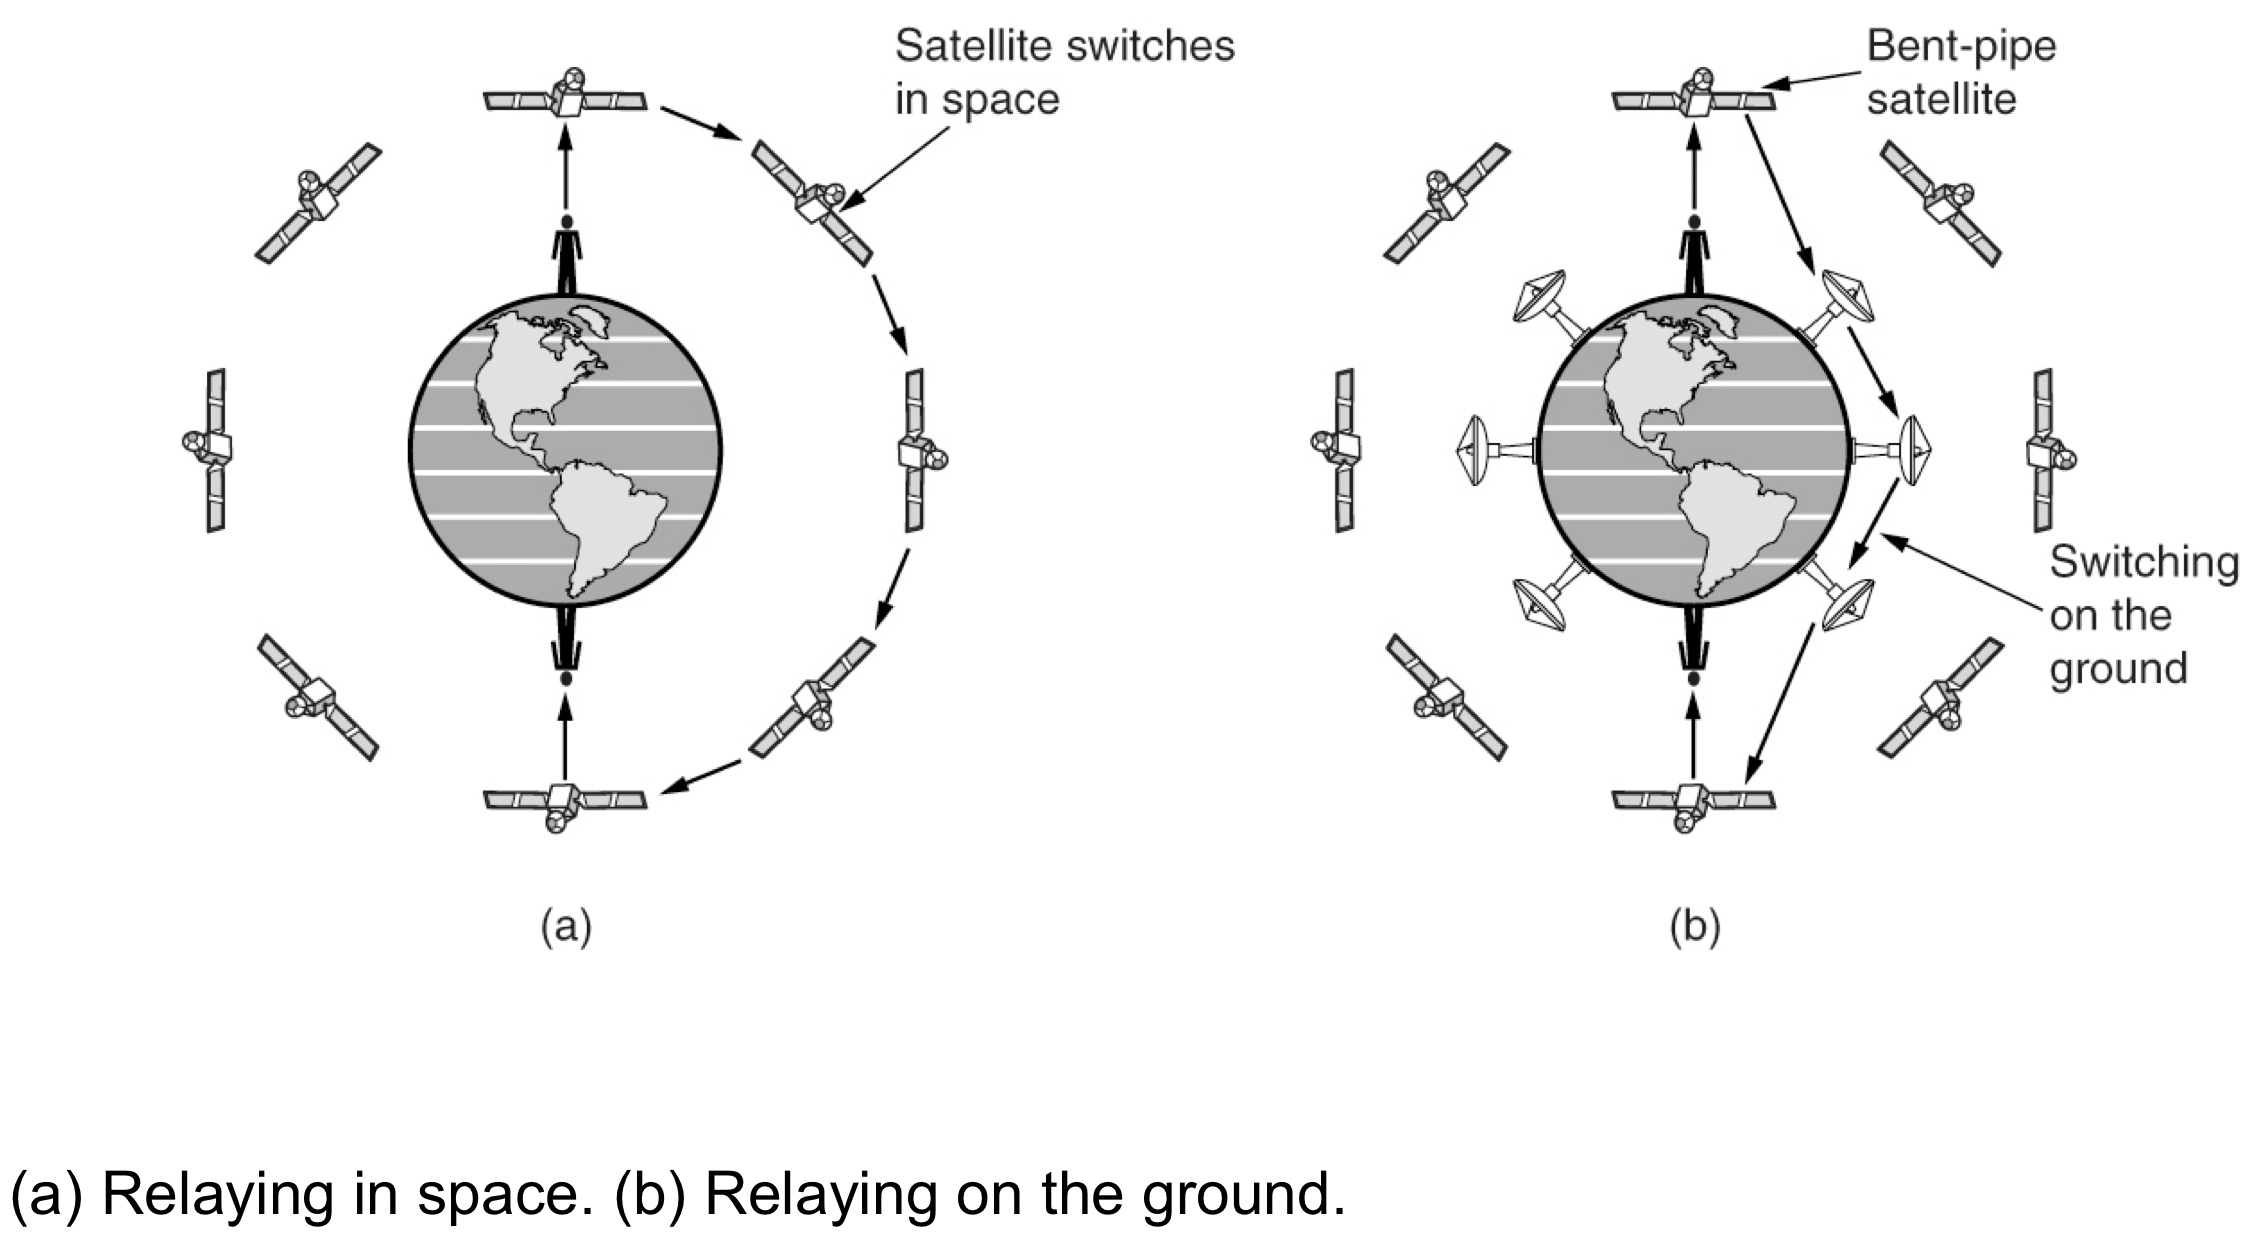 Satellite switches
in space
Bent-pipe
satellite
Switching
on the
ground
(a)
(b)
(a) Relaying in space. (b) Relaying on the ground.